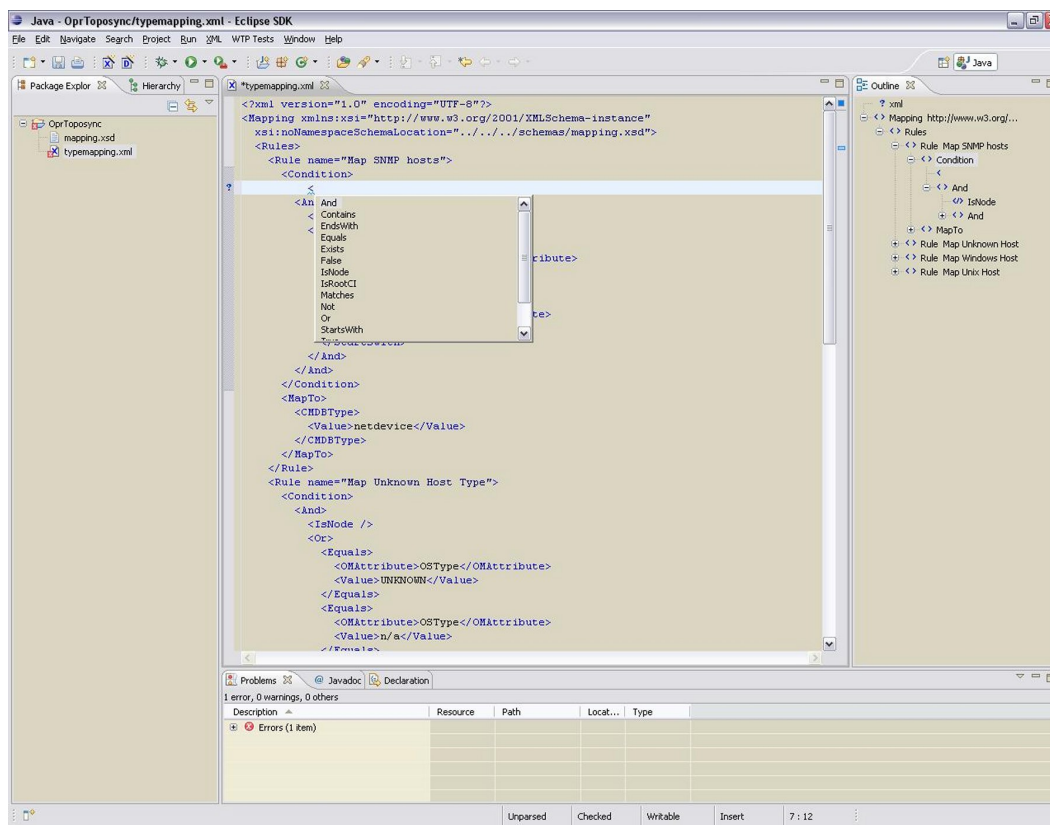 Java - OprToposync/typemapping.xml - Eclipse SDK
File Edit Navigate Search Project Run XML WTP Tests Window Help
Java
Package Explor
Hierarchy
OprToposync
mapping.xsd
typemapping.xml
*typemapping.xml
<?xml version="1.0" encoding="UTF-8"?>
<Mapping xmlns:xsi="http://www.w3.org/2001/XMLSchema-instance"
xsi:noNamespaceSchemaLocation="../../../schemas/mapping.xsd">
<Rules>
<Rule name="Map SNMP hosts">
<Condition>
<
<An
<
<
And
Contains
EndsWith
Equals
Exists
False
IsNode
IsRootCI
Matches
Not
Or
StartsWith
ribute>
te>
</StartsWith>
</And>
</And>
</Condition>
<MapTo>
<CMDBType>
<Value>netdevice</Value>
</CMDBType>
</MapTo>
</Rule>
<Rule name="Map Unknown Host Type">
<Condition>
<And>
<IsNode />
<Or>
<Equals>
<OMAttribute>OSType</OMAttribute>
<Value>UNKNOWN</Value>
</Equals>
<Equals>
<OMAttribute>OSType</OMAttribute>
<Value>n/a</Value>
</Equals>
Outline
xml
Mapping http://www.w3.org/...
Rules
Rule Map SNMP hosts
Condition
<
And
IsNode
And
MapTo
Rule Map Unknown Host
Rule Map Windows Host
Rule Map Unix Host
Problems
Javadoc
Declaration
1 error, 0 warnings, 0 others
Description Resource Path Locat... Type
Errors (1 item)
Unparsed Checked Writable Insert 7 : 12